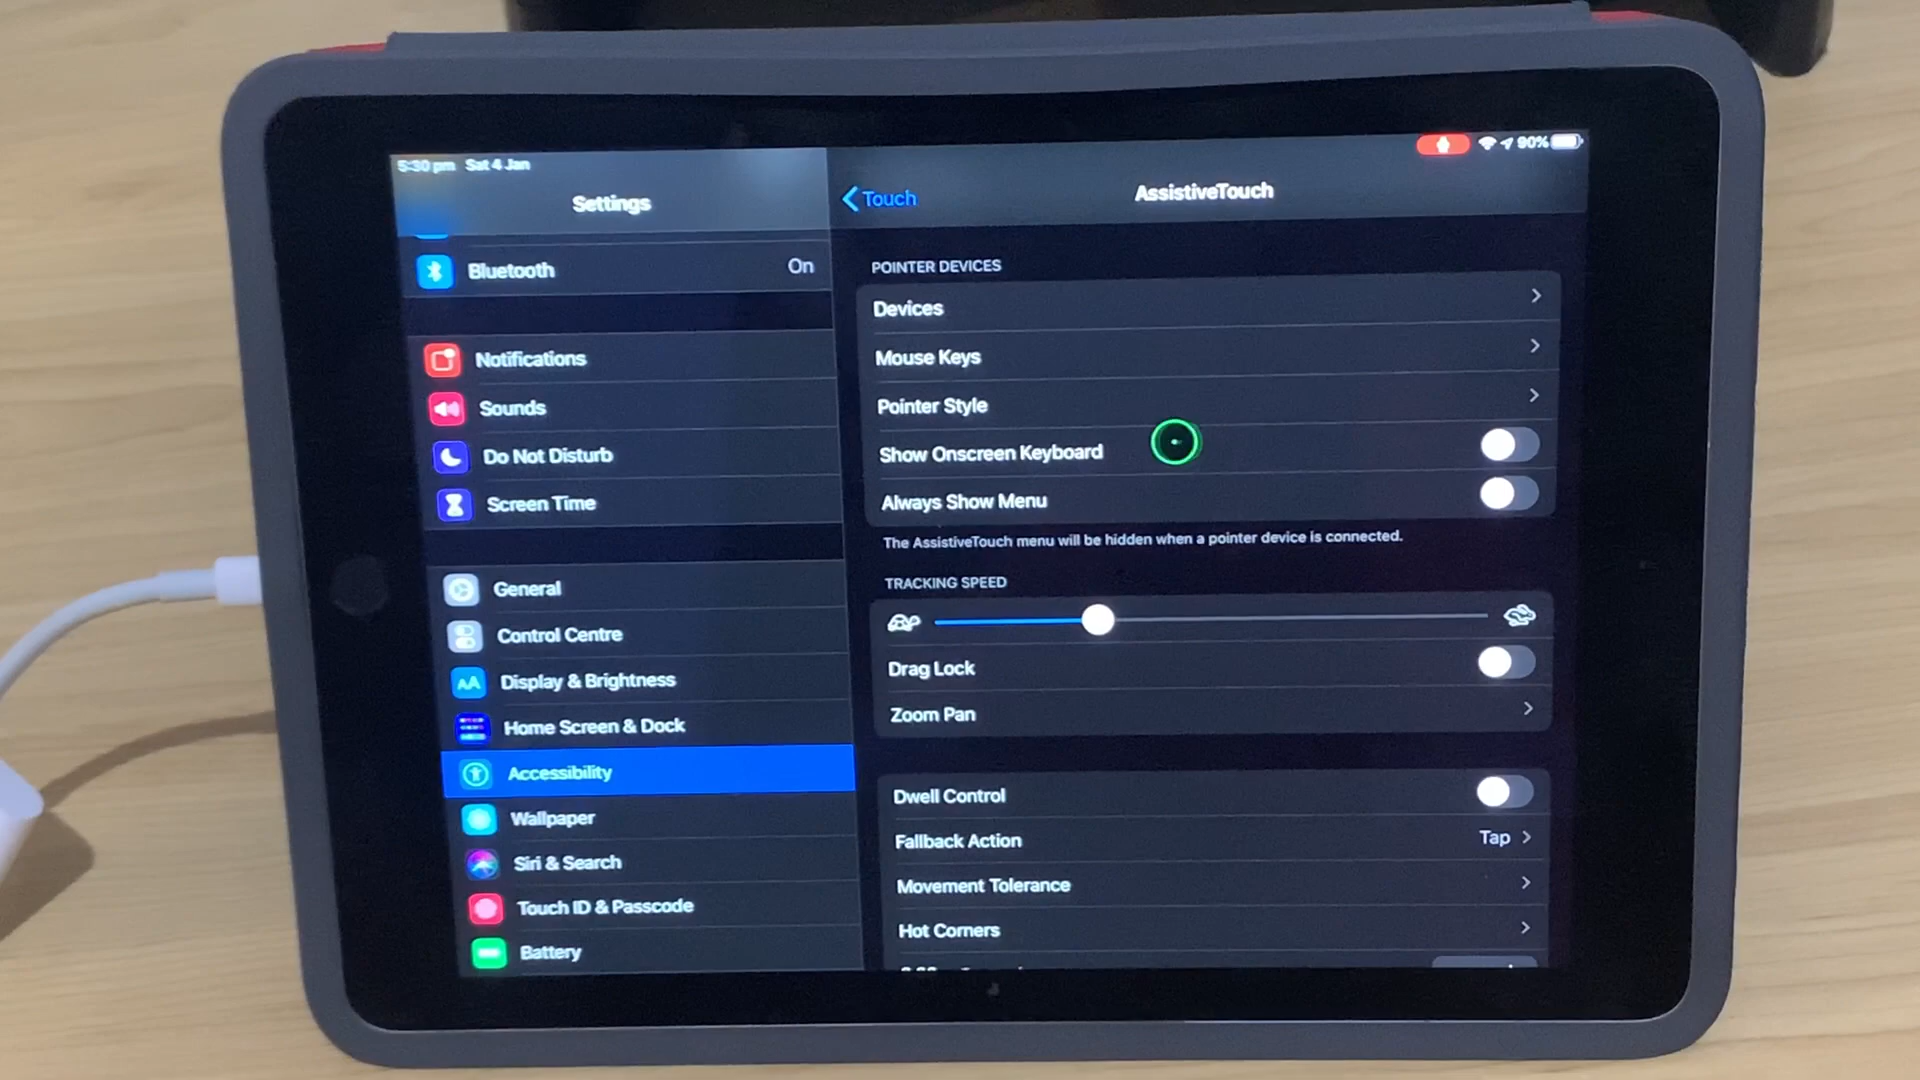 5:30 pm Sat 4 Jan
90%
Settings
Touch
AssistiveTouch
Bluetooth On
Notifications
Sounds
Do Not Disturb
Screen Time
General
Control Centre
AA Display & Brightness
Home Screen & Dock
Accessibility
Wallpaper
Siri & Search
Touch ID & Passcode
Battery
POINTER DEVICES
Devices
Mouse Keys
Pointer Style
Show Onscreen Keyboard
Always Show Menu
The AssistiveTouch menu will be hidden when a pointer device is connected.
TRACKING SPEED
Drag Lock
Zoom Pan
Dwell Control
Fallback Action Tap
Movement Tolerance
Hot Corners